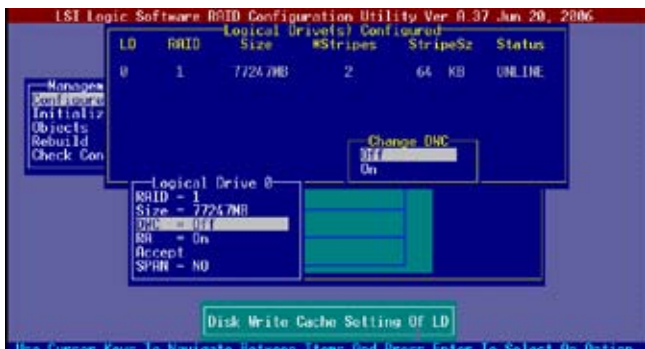 LSI Logic Software RAID Configuration Utility Ver A.37 Jun 20, 2006
Logical Drive(s) Configured
LD RAID Size #Stripes StripeSz Status
0 1 77247MB 2 64 KB ONLINE
Managem
Configure
Initializ
Objects
Rebuild
Check Con
Change DWC
Off
On
Logical Drive 0
RAID = 1
Size = 77247MB
DWC = Off
RA = On
Accept
SPAN = NO
Disk Write Cache Setting Of LD
Use Cursor Keys To Navigate Between Items And Press Enter To Select An Option